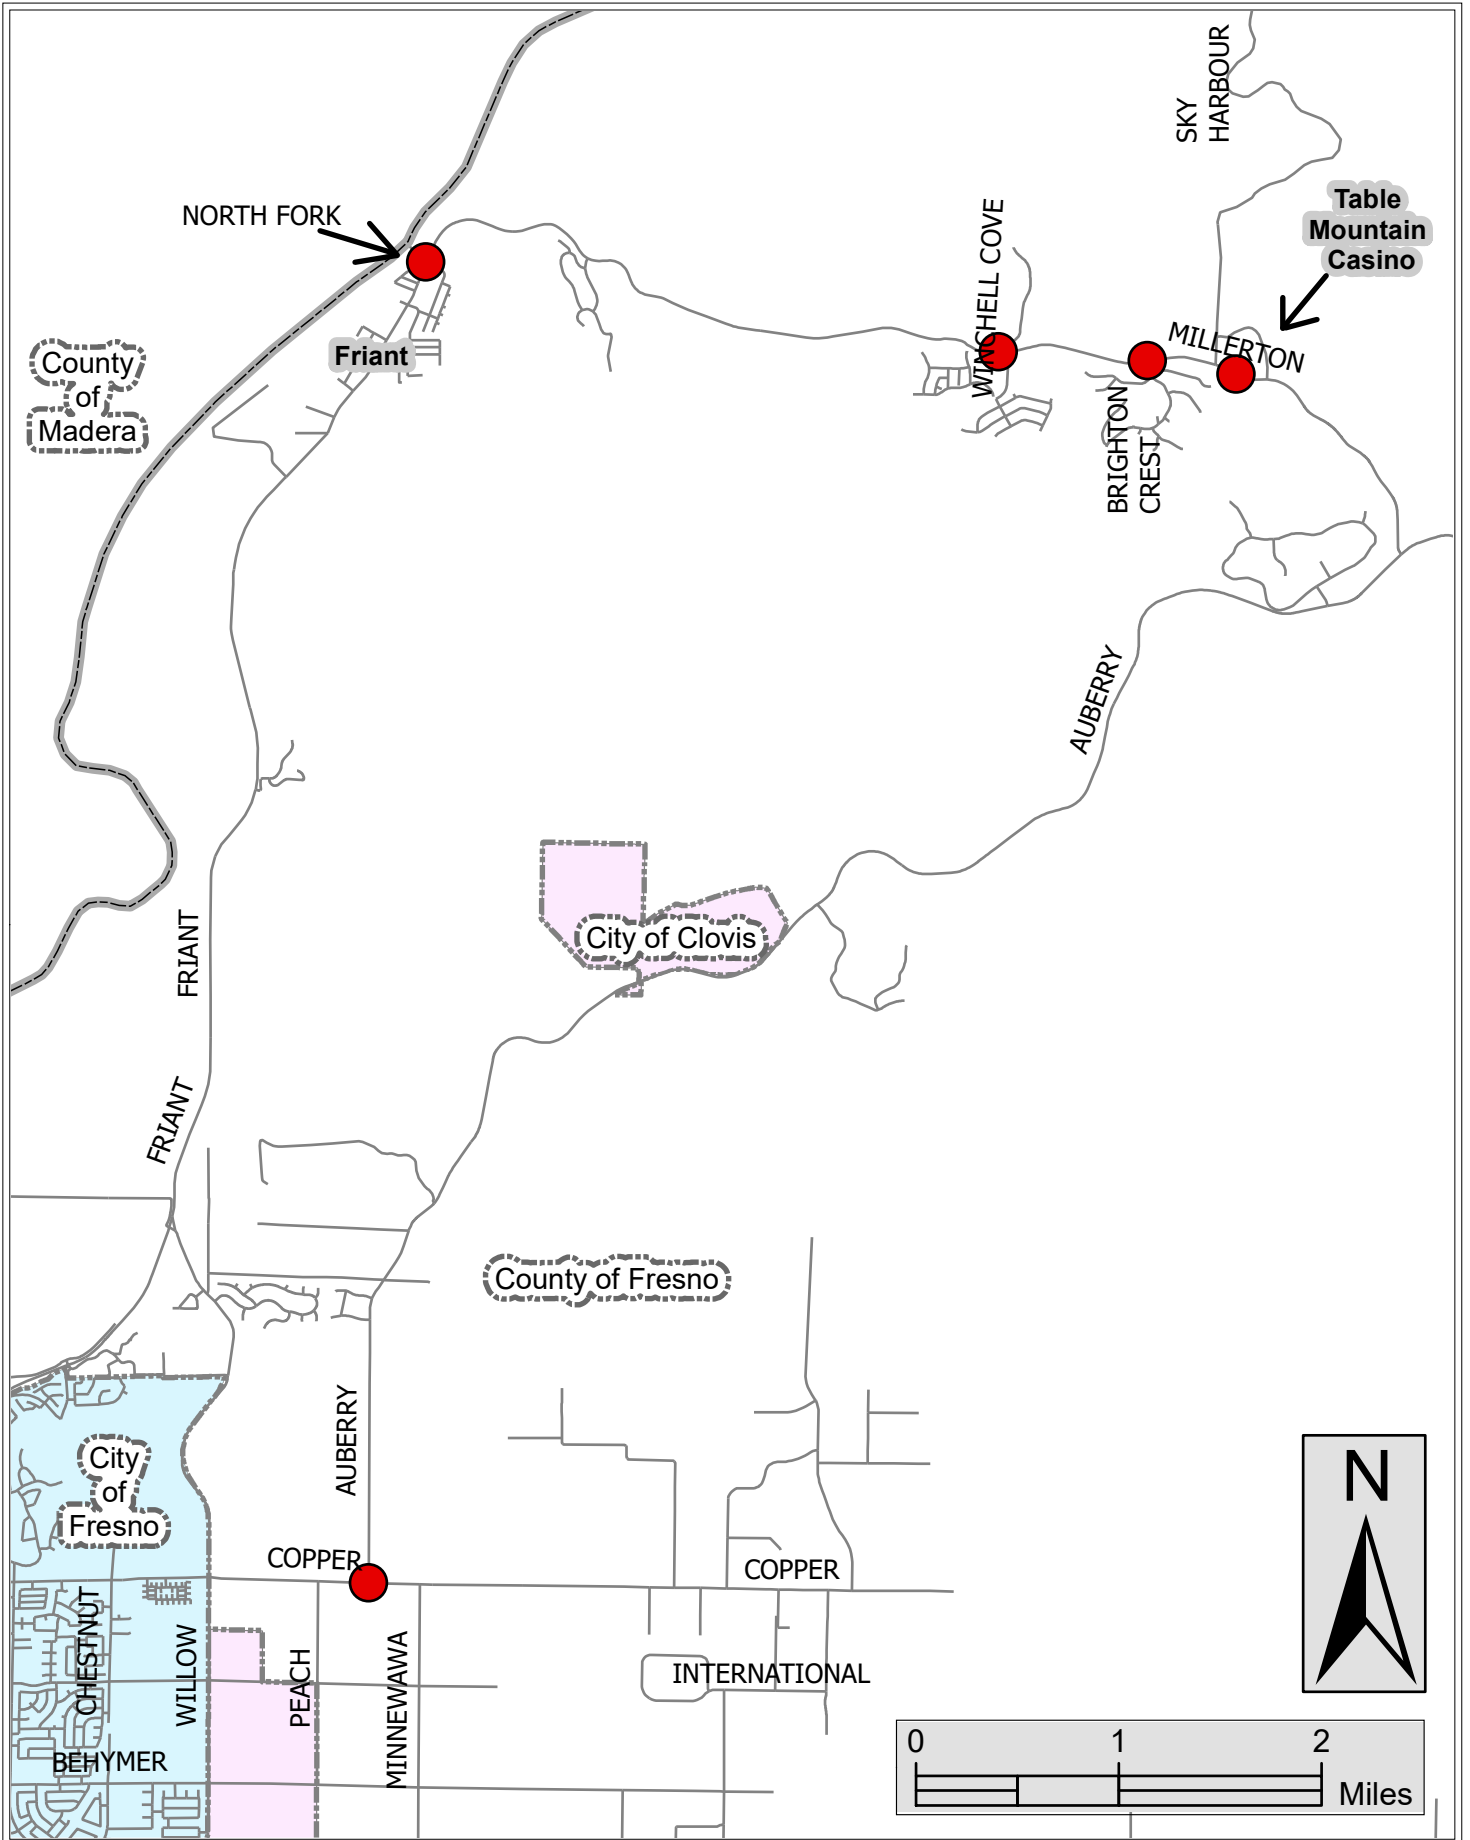 SKY
HARBOUR
Table
Mountain
Casino
NORTH FORK
WINCHELL COVE
MILLERTON
Friant
County
of
Madera
BRIGHTON
CREST
AUBERRY
FRIANT
City of Clovis
FRIANT
County of Fresno
AUBERRY
City
of
Fresno
N
COPPER
COPPER
CHESTNUT
WILLOW
PEACH
MINNEWAWA
INTERNATIONAL
BEHYMER
0 1 2
Miles